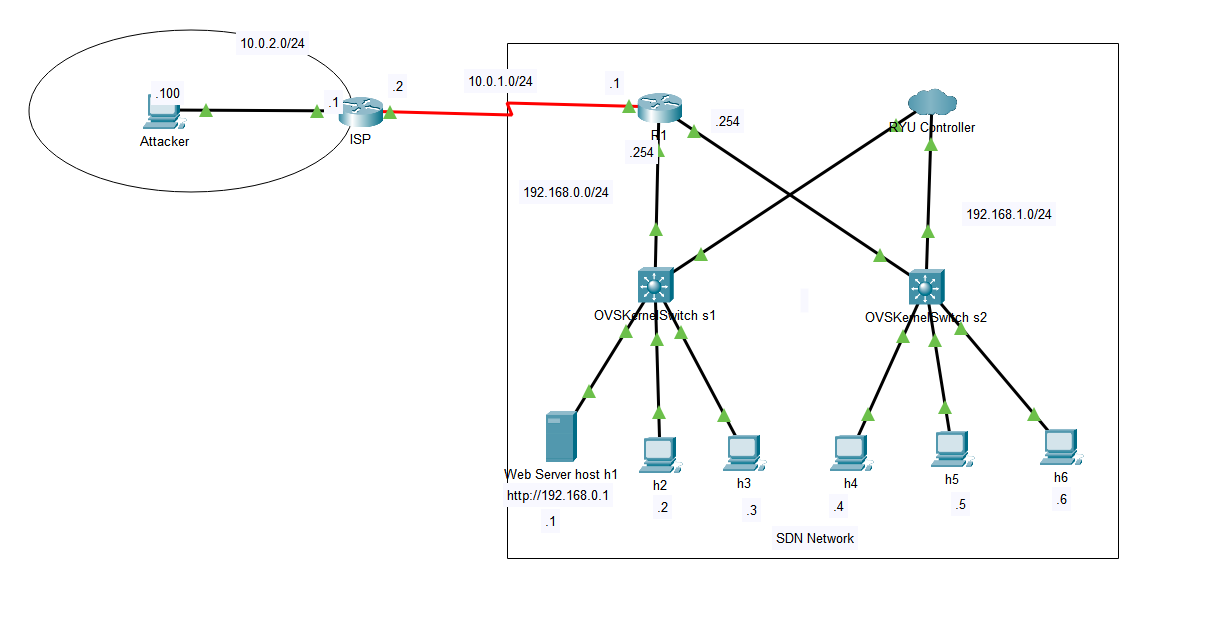 10.0.2.0/24
.100
.1
.2
10.0.1.0/24
.1
Attacker
ISP
R1
.254
RYU Controller
.254
192.168.0.0/24
192.168.1.0/24
OVSKernelSwitch s1
OVSKernelSwitch s2
Web Server host h1
http://192.168.0.1
.1
h2
.2
h3
.3
h4
.4
h5
.5
h6
.6
SDN Network